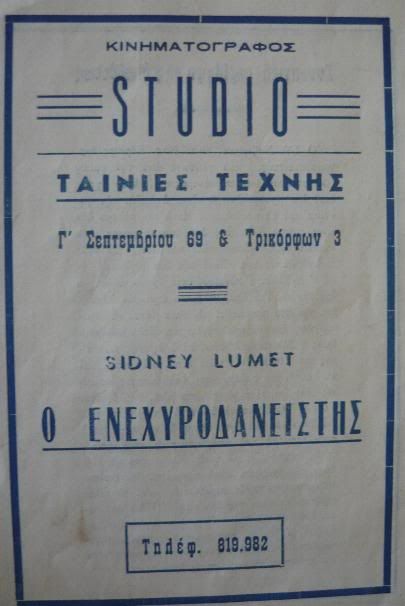 ΚΙΝΗΜΑΤΟΓΡΑΦΟΣ
STUDIO
ΤΑΙΝΙΕΣ ΤΕΧΝΗΣ
Γ' Σεπτεμβρίου 69 & Τρικόρφων 3
SIDNEY LUMET
Ο ΕΝΕΧΥΡΟΔΑΝΕΙΣΤΗΣ
Τηλέφ. 819.982